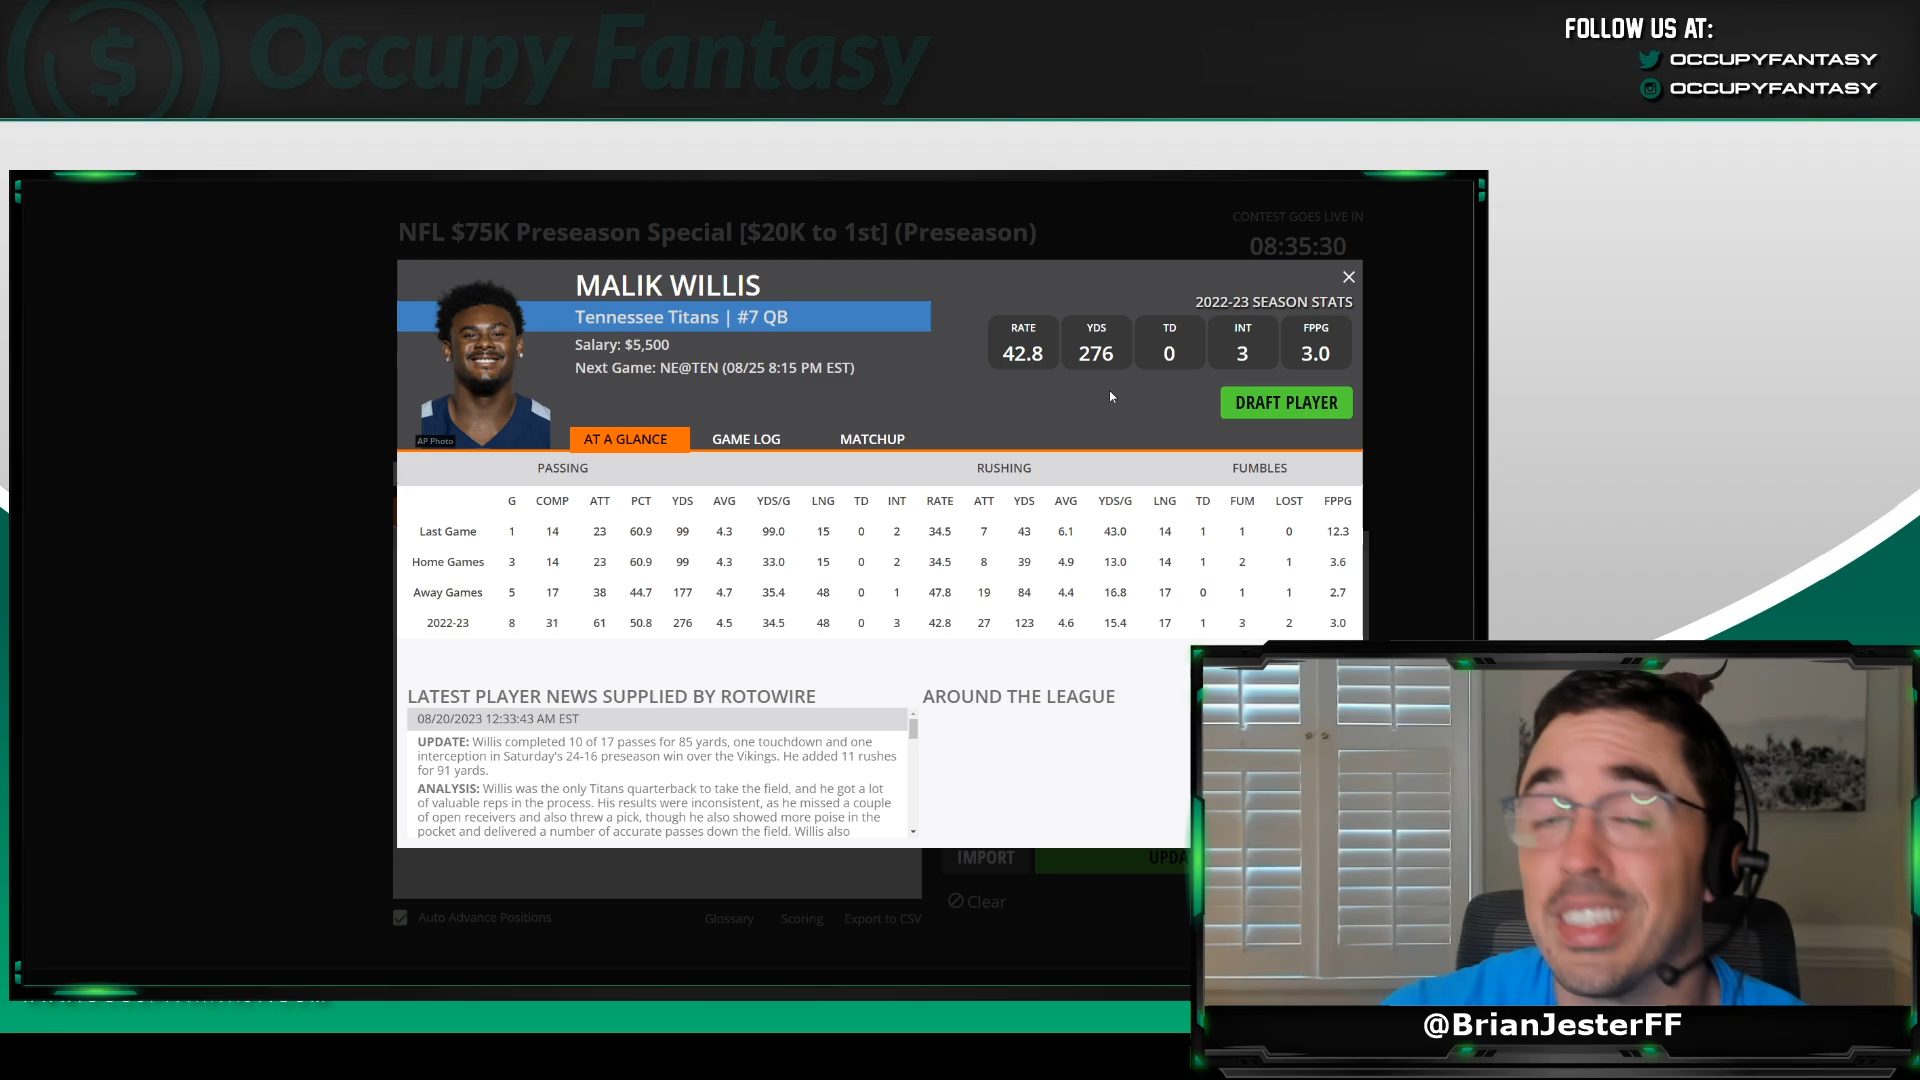 Occupy Fantasy
FOLLOW US AT:
OCCUPYFANTASY
OCCUPYFANTASY
NFL $75K Preseason Special [$20K to 1st] (Preseason)
CONTEST GOES LIVE IN
08:35:30
MALIK WILLIS
Tennessee Titans | #7 QB
Salary: $5,500
Next Game: NE@TEN (08/25 8:15 PM EST)
2022-23 SEASON STATS
RATE YDS TD INT FPPG
42.8 276 0 3 3.0
DRAFT PLAYER
AP Photo
AT A GLANCE GAME LOG MATCHUP
PASSING RUSHING FUMBLES
G COMP ATT PCT YDS AVG YDS/G LNG TD INT RATE ATT YDS AVG YDS/G LNG TD FUM LOST FPPG
Last Game 1 14 23 60.9 99 4.3 99.0 15 0 2 34.5 7 43 6.1 43.0 14 1 1 0 12.3
Home Games 3 14 23 60.9 99 4.3 33.0 15 0 2 34.5 8 39 4.9 13.0 14 1 2 1 3.6
Away Games 5 17 38 44.7 177 4.7 35.4 48 0 1 47.8 19 84 4.4 16.8 17 0 1 1 2.7
2022-23 8 31 61 50.8 276 4.5 34.5 48 0 3 42.8 27 123 4.6 15.4 17 1 3 2 3.0
LATEST PLAYER NEWS SUPPLIED BY ROTOWIRE
AROUND THE LEAGUE
08/20/2023 12:33:43 AM EST
UPDATE: Willis completed 10 of 17 passes for 85 yards, one touchdown and one
interception in Saturday's 24-16 preseason win over the Vikings. He added 11 rushes
for 91 yards.
ANALYSIS: Willis was the only Titans quarterback to take the field, and he got a lot
of valuable reps in the process. His results were inconsistent, as he missed a couple
of open receivers and also threw a pick, though he also showed more poise in the
pocket and delivered a number of accurate passes down the field. Willis also
IMPORT
Clear
Auto Advance Positions Glossary Scoring Export to CSV
@BrianJesterFF